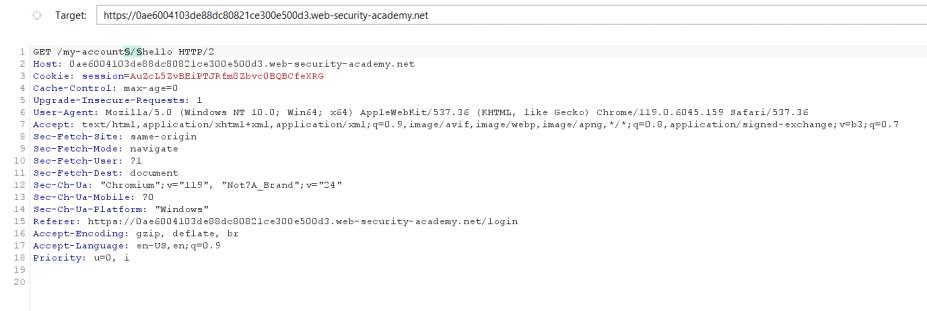 Target: https://0ae6004103de88dc80821ce300e500d3.web-security-academy.net
1 GET /my-account§/§hello HTTP/2
2 Host: 0ae6004103de88dc80821ce300e500d3.web-security-academy.net
3 Cookie: session=AuZcL5ZvBEiPTJRfm8Zbvc0BQBCfeXRG
4 Cache-Control: max-age=0
5 Upgrade-Insecure-Requests: 1
6 User-Agent: Mozilla/5.0 (Windows NT 10.0; Win64; x64) AppleWebKit/537.36 (KHTML, like Gecko) Chrome/119.0.6045.159 Safari/537.36
7 Accept: text/html,application/xhtml+xml,application/xml;q=0.9,image/avif,image/webp,image/apng,*/*;q=0.8,application/signed-exchange;v=b3;q=0.7
8 Sec-Fetch-Site: same-origin
9 Sec-Fetch-Mode: navigate
10 Sec-Fetch-User: ?1
11 Sec-Fetch-Dest: document
12 Sec-Ch-Ua: "Chromium";v="119", "Not?A_Brand";v="24"
13 Sec-Ch-Ua-Mobile: ?0
14 Sec-Ch-Ua-Platform: "Windows"
15 Referer: https://0ae6004103de88dc80821ce300e500d3.web-security-academy.net/login
16 Accept-Encoding: gzip, deflate, br
17 Accept-Language: en-US,en;q=0.9
18 Priority: u=0, i
19
20